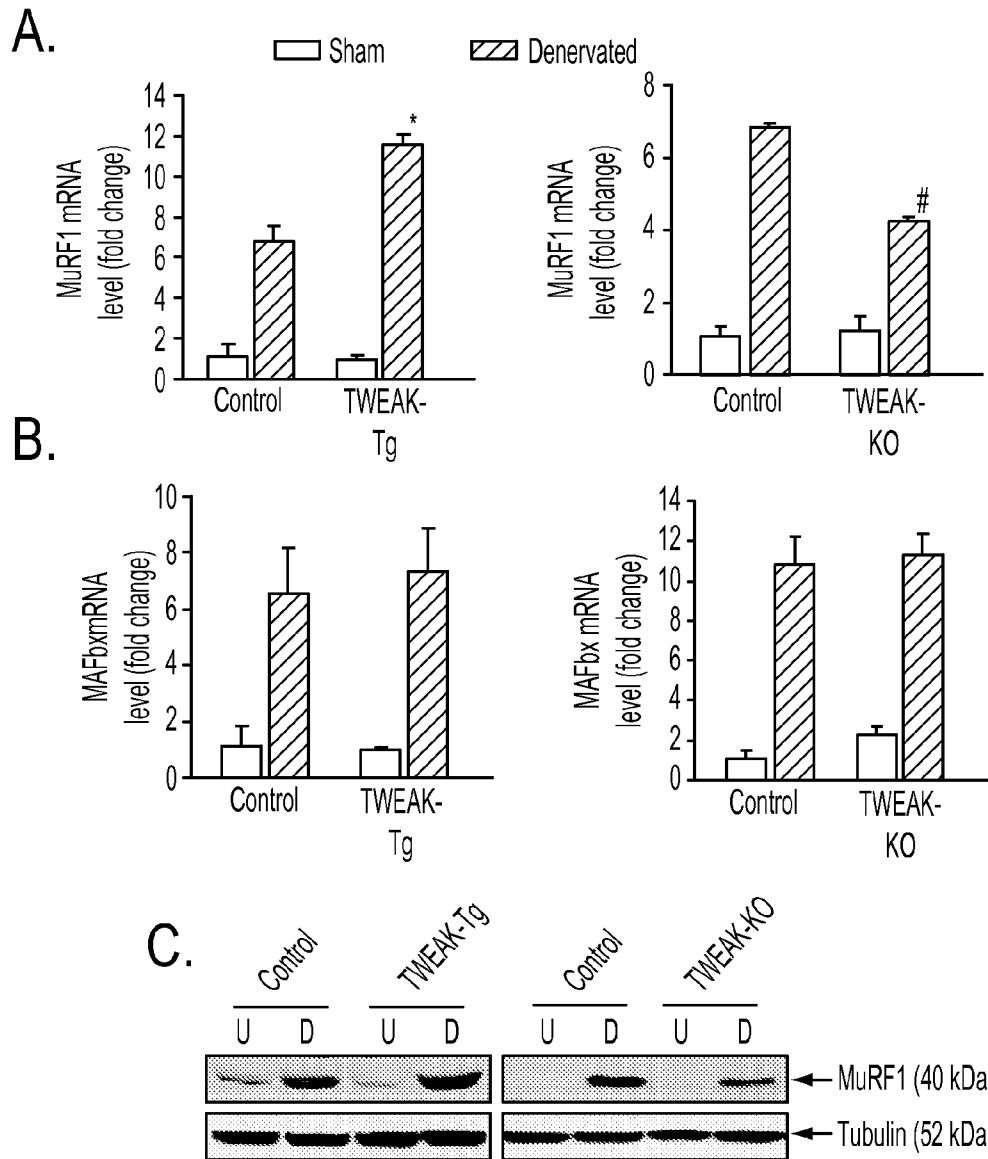 A.
Sham
Denervated
MuRF1 mRNA
level (fold change)
14
12
10
8
6
4
2
0
*
Control
TWEAK-
Tg
MuRF1 mRNA
level (fold change)
8
6
4
2
0
#
Control
TWEAK-
KO
B.
MAFbxmRNA
level (fold change)
10
8
6
4
2
0
Control
TWEAK-
Tg
MAFbx mRNA
level (fold change)
14
12
10
8
6
4
2
0
Control
TWEAK-
KO
C.
Control
TWEAK-Tg
Control
TWEAK-KO
U D U D U D U D
MuRF1 (40 kDa
Tubulin (52 kDa